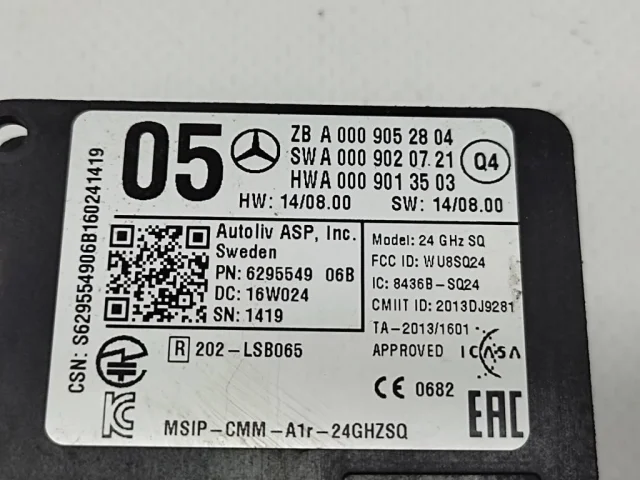 05
ZB A 000 905 28 04
SW A 000 902 07 21
HW A 000 901 35 03
Q4
HW: 14/08.00 SW: 14/08.00
CSN: S629554906B160241419
Autoliv ASP, Inc.
Sweden
PN: 6295549 06B
DC: 16W024
SN: 1419
Model: 24 GHz SQ
FCC ID: WU8SQ24
IC: 8436B-SQ24
CMIIT ID: 2013DJ9281
TA-2013/1601
APPROVED ICASA
R 202-LSB065
CE 0682
EAC
MSIP-CMM-A1r-24GHZSQ